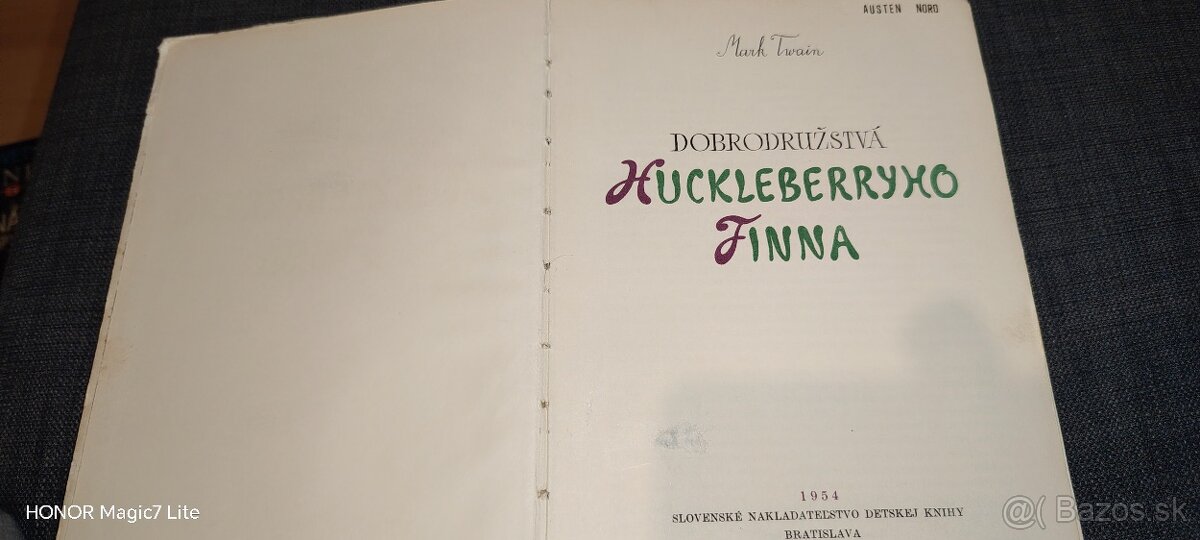 AUSTEN NORD
Mark Twain
DOBRODRUŽSTVÁ
HUCKLEBERRYHO
FINNA
1954
SLOVENSKÉ NAKLADATEĽSTVO DETSKEJ KNIHY
BRATISLAVA
HONOR Magic7 Lite
@( Bazos.sk